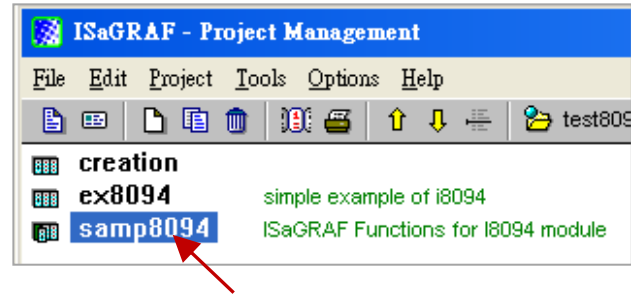 ISaGRAF - Project Management
File Edit Project Tools Options Help
test809
creation
ex8094 simple example of i8094
samp8094 ISaGRAF Functions for I8094 module